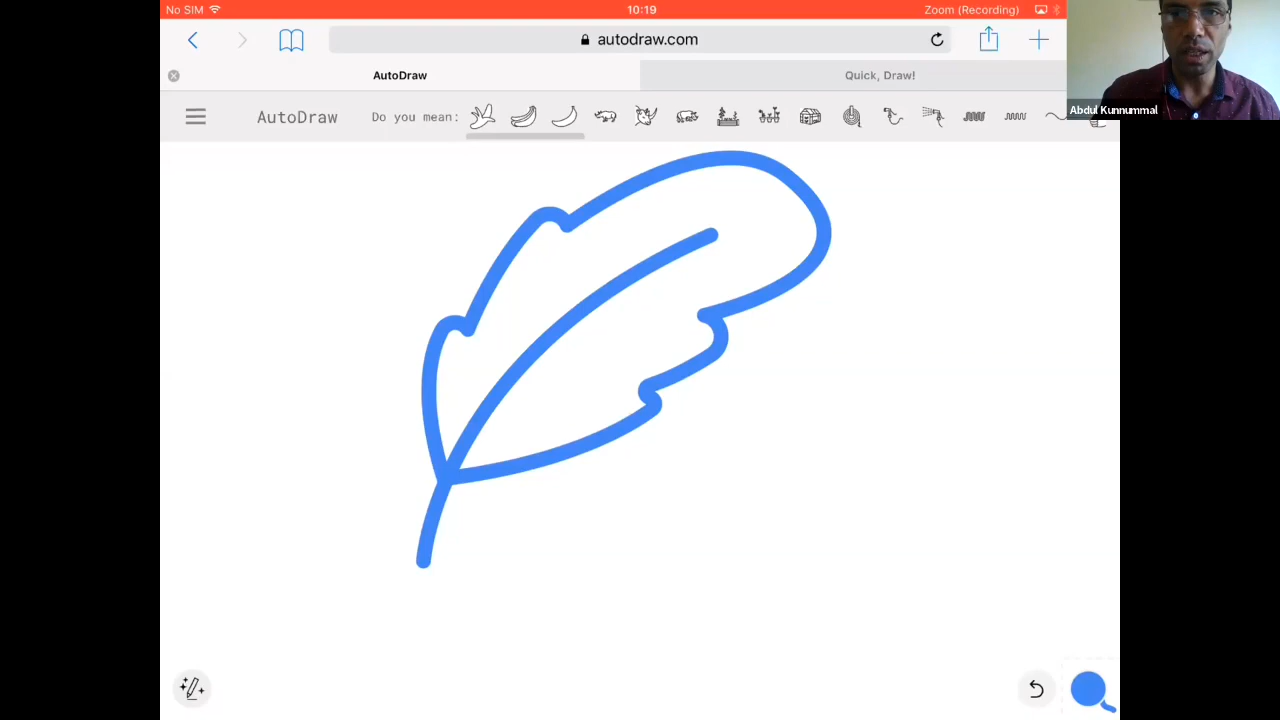 No SIM 10:19 Zoom (Recording)
autodraw.com
AutoDraw Quick, Draw!
AutoDraw Do you mean:
Abdul Kunnummal